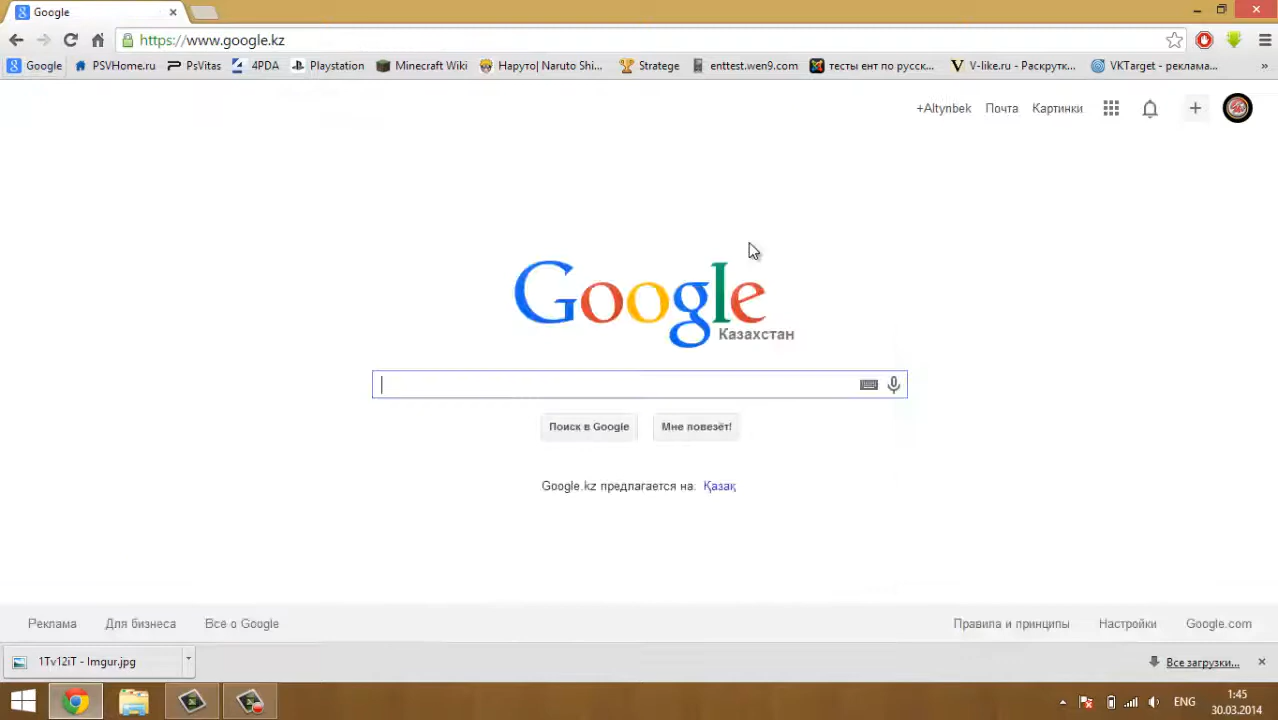 Google
https://www.google.kz
Google PSVHome.ru PsVitas 4PDA Playstation Minecraft Wiki Наруто| Naruto Shi... Stratege enttest.wen9.com тесты ент по русск... V-like.ru - Раскрутк... VKTarget - реклама... »
+Altynbek Почта Картинки
Google
Казахстан
Поиск в Google Мне повезёт!
Google.kz предлагается на: Қазақ
Реклама Для бизнеса Всё о Google Правила и принципы Настройки Google.com
1Tv12iT - Imgur.jpg Все загрузки...
ENG 1:45
30.03.2014